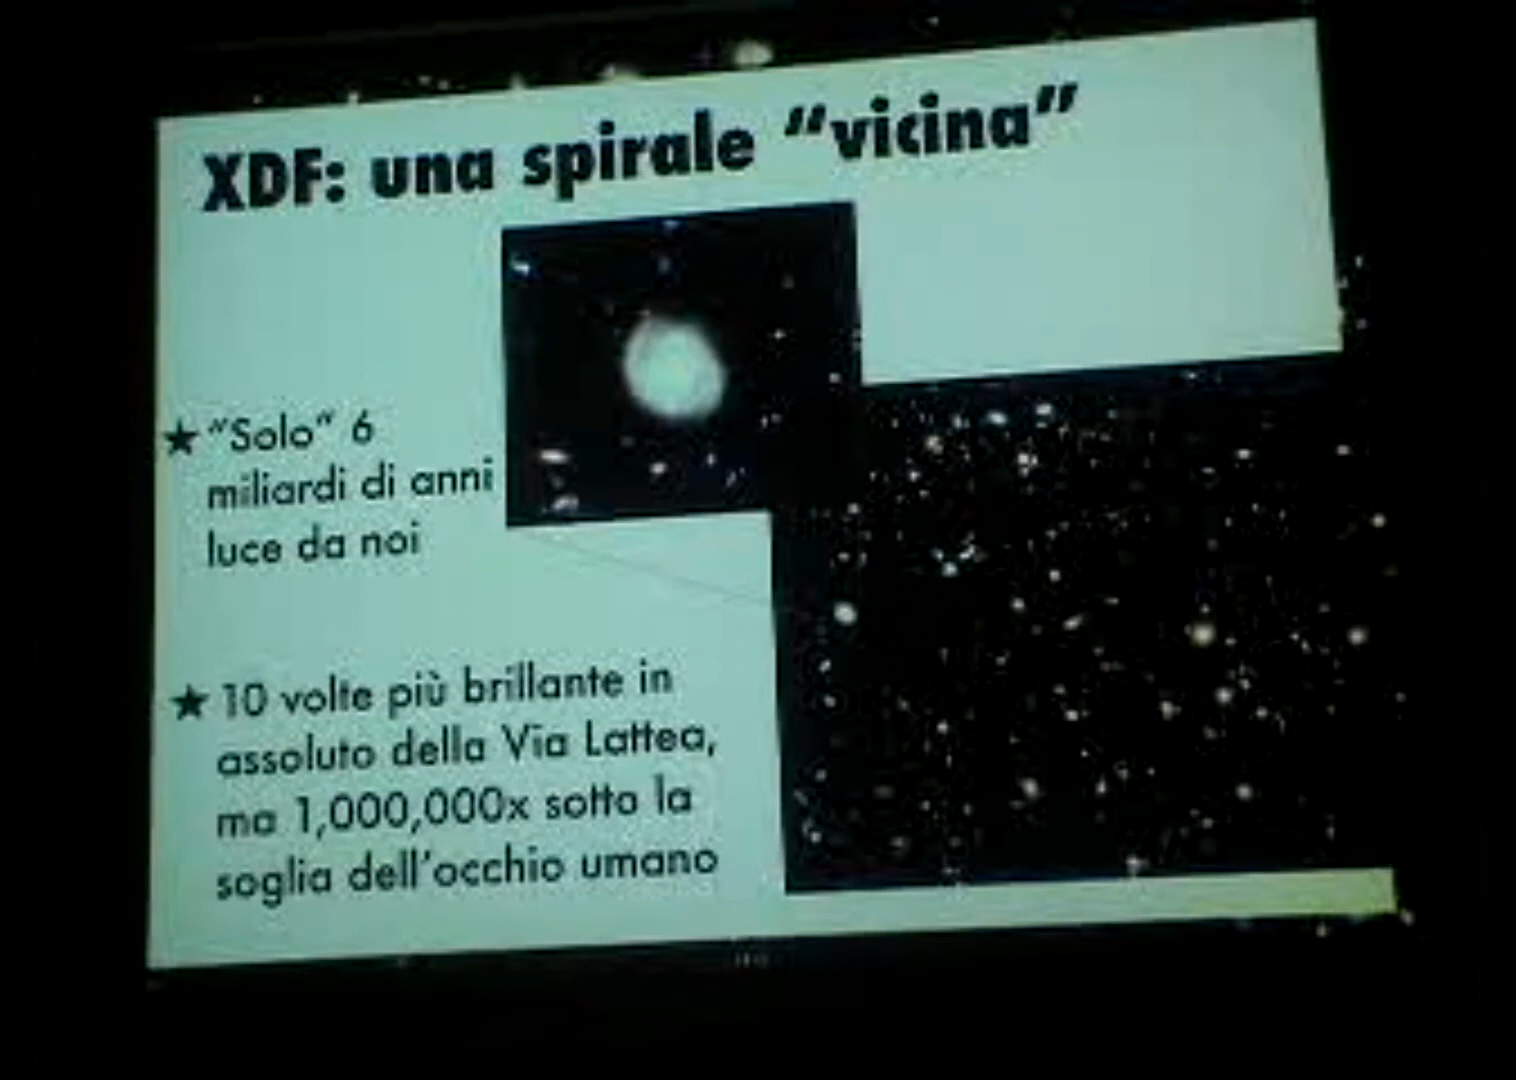 XDF: una spirale “vicina”
“Solo” 6
miliardi di anni
luce da noi
10 volte più brillante in
assoluto della Via Lattea,
ma 1,000,000x sotto la
soglia dell’occhio umano